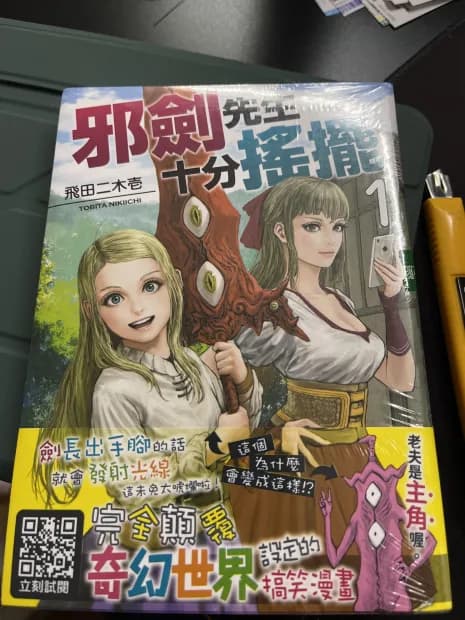 邪劍先生
十分搖擺
1
飛田二木壱
TOBITA NIKIICHI
劍長出手腳的話
就會發射光線
這未免太唬爛啦！
這個
為什麼
會變成這樣!?
老夫是主角喔。
完全顛覆
奇幻世界設定的
搞笑漫畫
立刻試閱